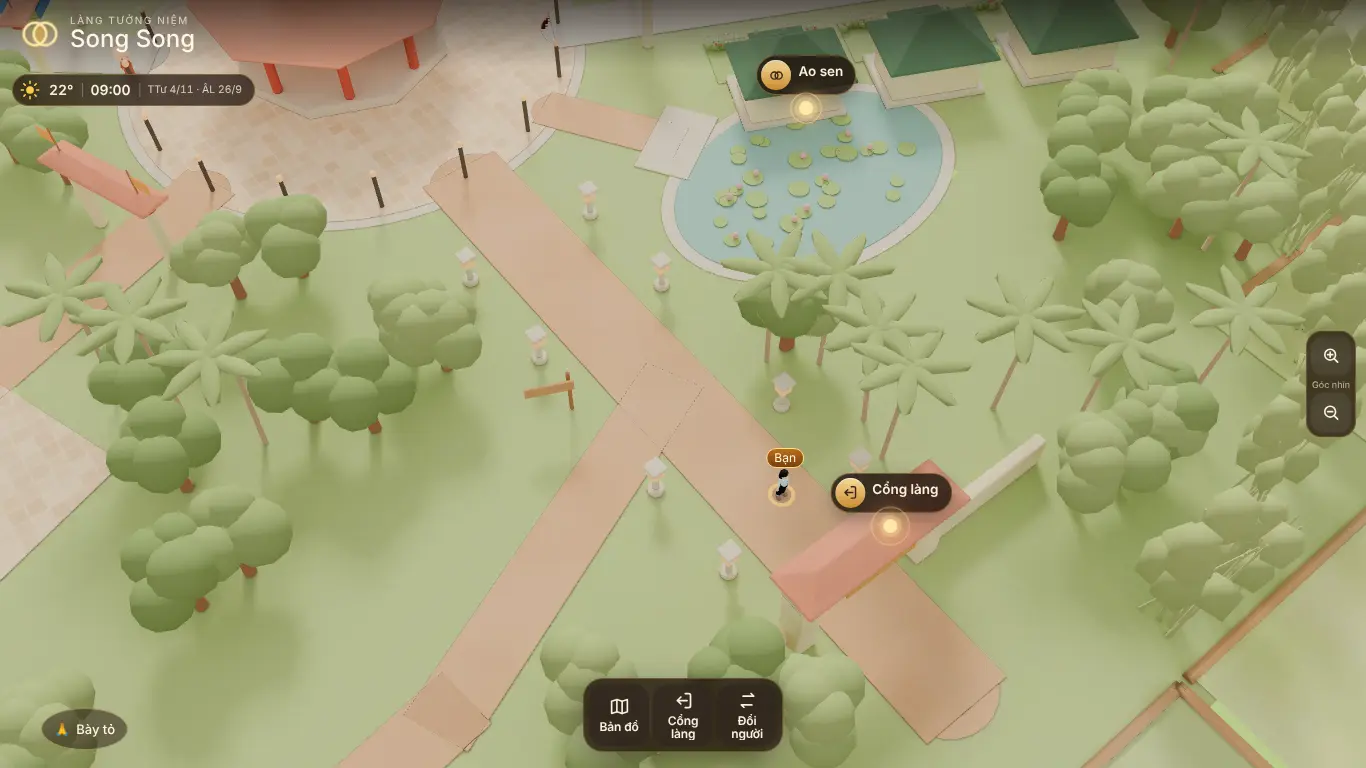 LÀNG TƯỞNG NIỆM
Song Song
22° 09:00 TTư 4/11 · ÂL 26/9
Ao sen
Góc nhìn
Bạn
Cổng làng
Bày tỏ
Bản đồ
Cổng làng
Đổi người